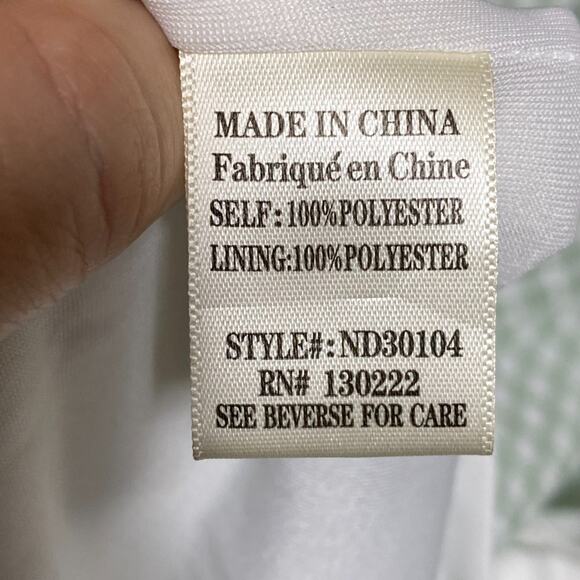 MADE IN CHINA
Fabriqué en Chine
SELF: 100%POLYESTER
LINING:100%POLYESTER
STYLE#: ND30104
RN# 130222
SEE BEVERSE FOR CARE